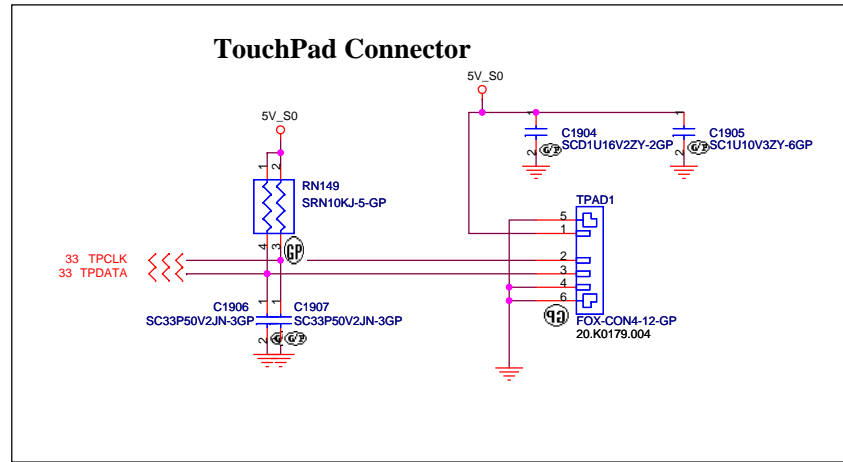 TouchPad Connector
5V_S0
5V_S0
1
C1904
SCD1U16V2ZY-2GP
2
G/P
1
C1905
SC1U10V3ZY-6GP
2
G/P
1
2
RN149
SRN10KJ-5-GP
4
3
GP
TPAD1
5
1
2
3
4
6
33 TPCLK
33 TPDATA
GP
FOX-CON4-12-GP
20.K0179.004
C1906
SC33P50V2JN-3GP
1
2
C1907
SC33P50V2JN-3GP
1
2
G
G/P